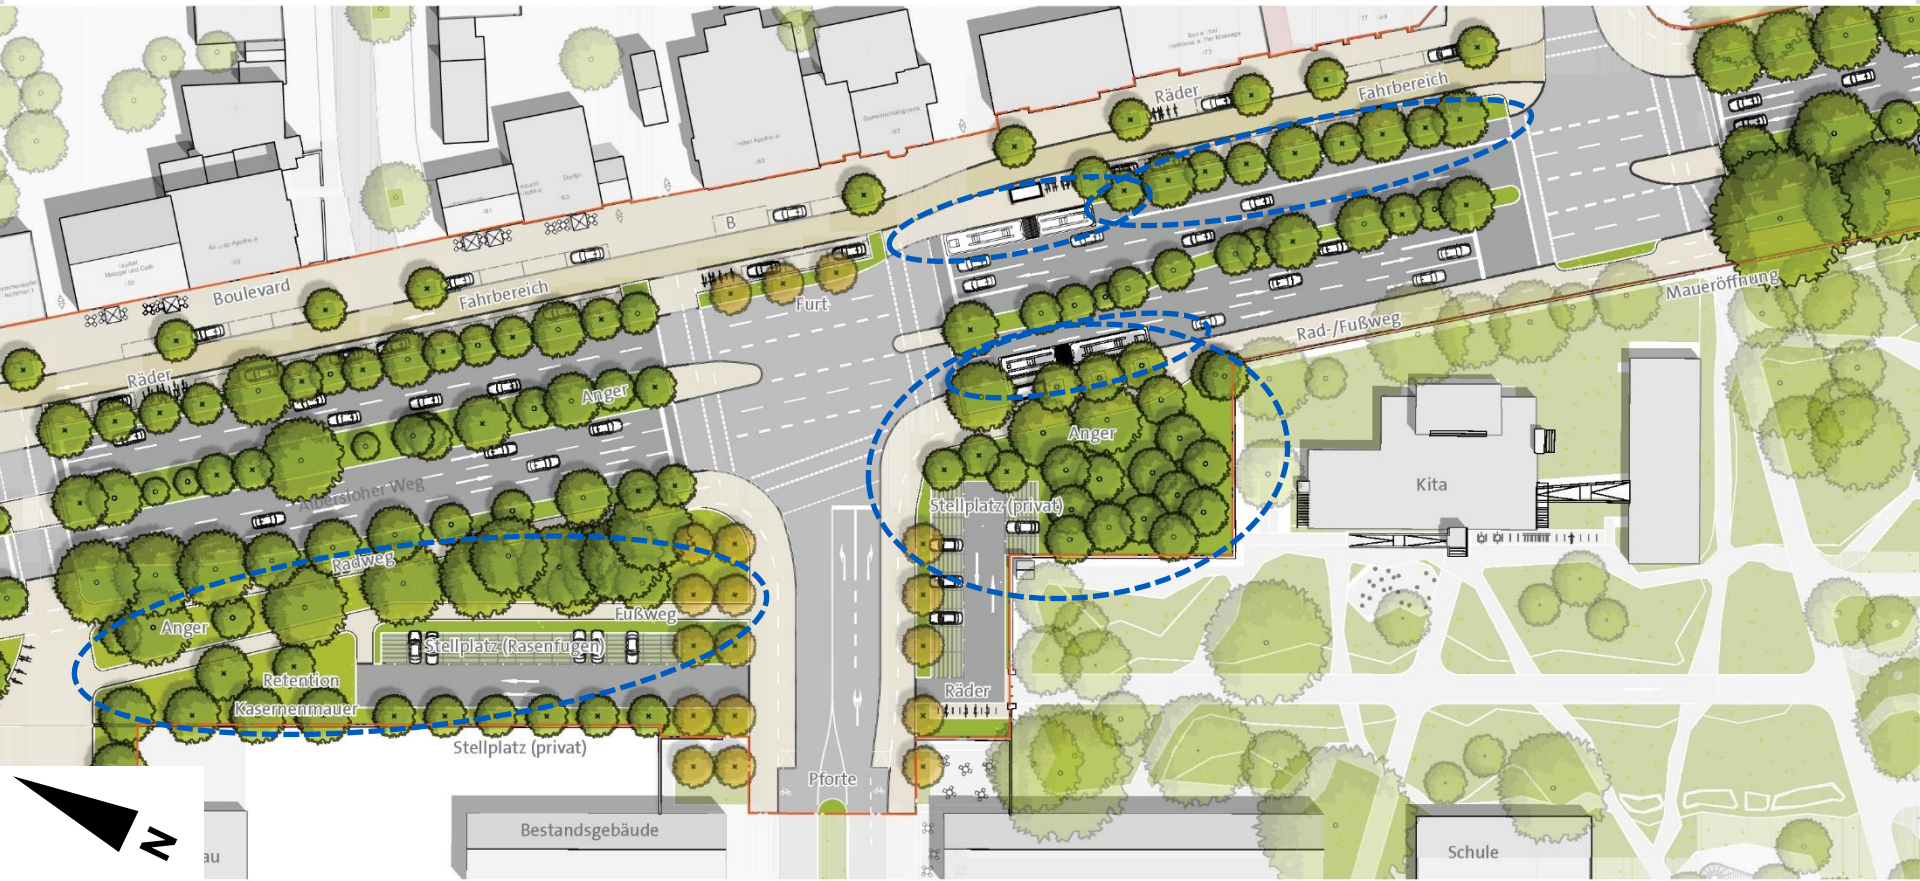 Räder
Fahrbereich
B
Boulevard
Fahrbereich
Furt
Maueröffnung
Rad-/Fußweg
Räder
Anger
Albersloher Weg
Anger
Kita
Stellplatz (privat)
Radweg
Fußweg
Anger
Stellplatz (Rasenfugen)
Retention
Kasernenmauer
Räder
Stellplatz (privat)
Pforte
Bestandsgebäude
Schule
N
au